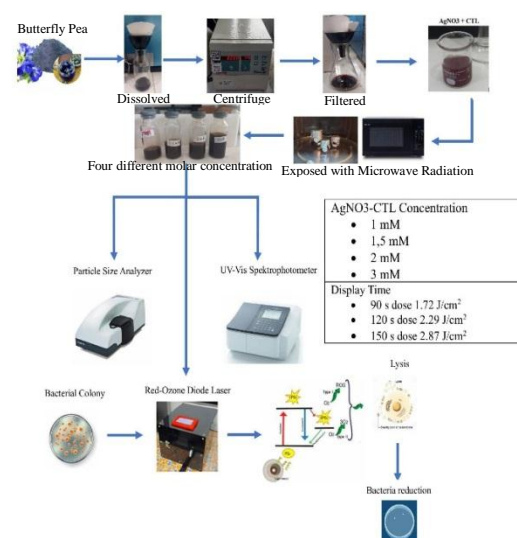 Butterfly Pea
AgNO3 + CTL
Dissolved
Centrifuge
Filtered
Four different molar concentration
Exposed with Microwave Radiation
AgNO3-CTL Concentration
• 1 mM
• 1,5 mM
• 2 mM
• 3 mM
Display Time
• 90 s dose 1.72 J/cm²
• 120 s dose 2.29 J/cm²
• 150 s dose 2.87 J/cm²
Particle Size Analyzer
UV-Vis Spektrophotometer
Lysis
Bacterial Colony
Red-Ozone Diode Laser
ROS
Bacteria reduction